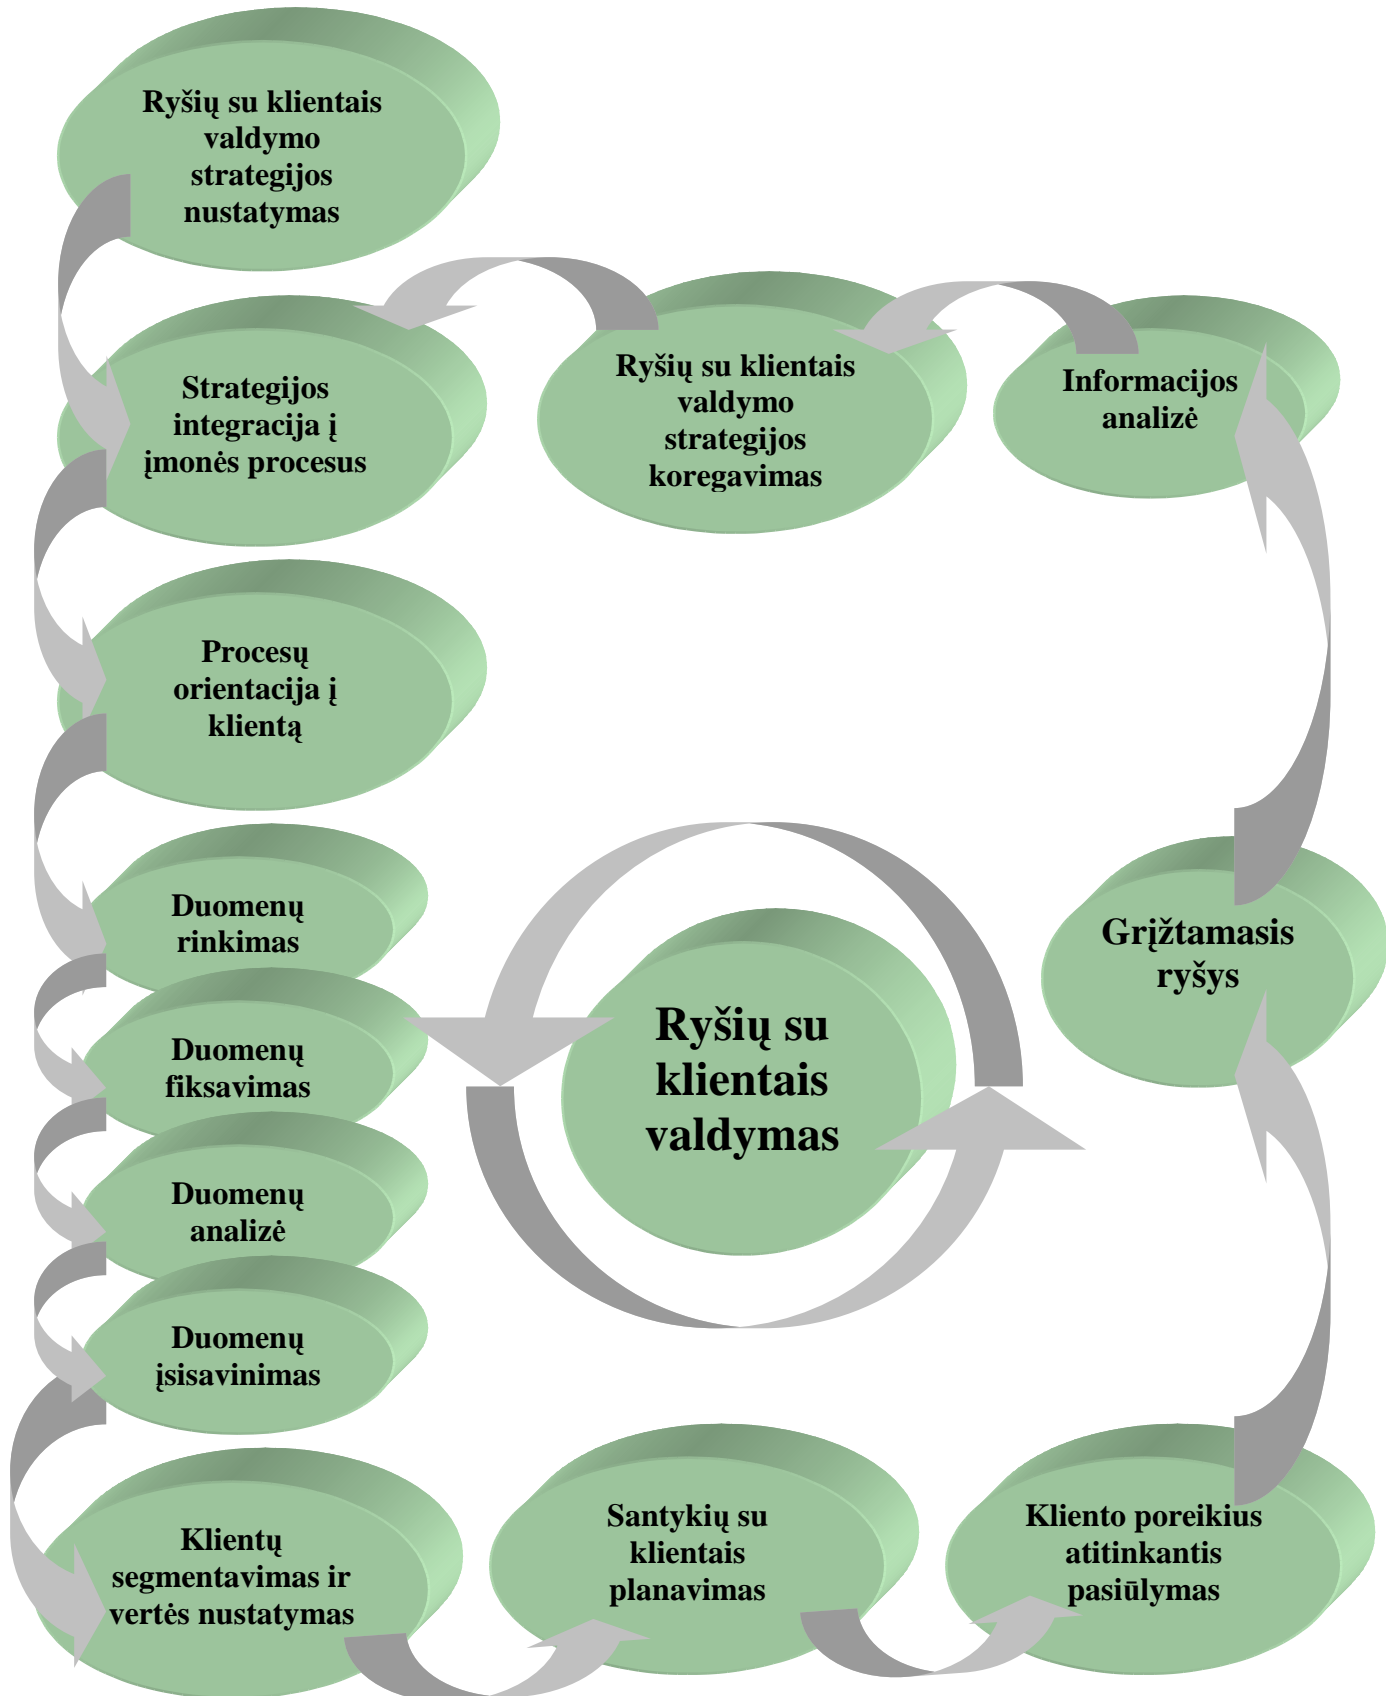 Ryšių su klientais
valdymo
strategijos
nustatymas
Strategijos
integracija į
įmonės procesus
Ryšių su klientais
valdymo
strategijos
koregavimas
Informacijos
analizė
Procesų
orientacija į
klientą
Duomenų
rinkimas
Duomenų
fiksavimas
Duomenų
analizė
Duomenų
įsisavinimas
Ryšių su
klientais
valdymas
Grįžtamasis
ryšys
Klientų
segmentavimas ir
vertės nustatymas
Santykių su
klientais
planavimas
Kliento poreikius
atitinkantis
pasiūlymas